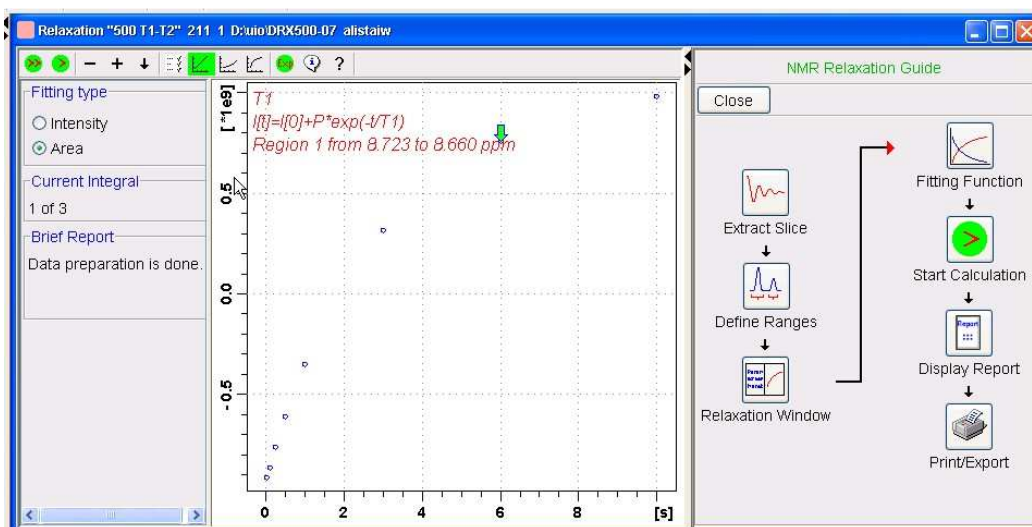 Relaxation "500 T1-T2" 211 1 D:\uio\DRX500-07 alistaiw
Exp
?
Fitting type
Intensity
Area
Current Integral
1 of 3
Brief Report
Data preparation is done.
[ *1e9]
0.5
0.0
- 0.5
T1
I[t]=I[0]+P*exp(-t/T1)
Region 1 from 8.723 to 8.660 ppm
0
2
4
6
8
[s]
NMR Relaxation Guide
Close
Extract Slice
Define Ranges
Relaxation Window
Fitting Function
Start Calculation
Report
Display Report
Print/Export